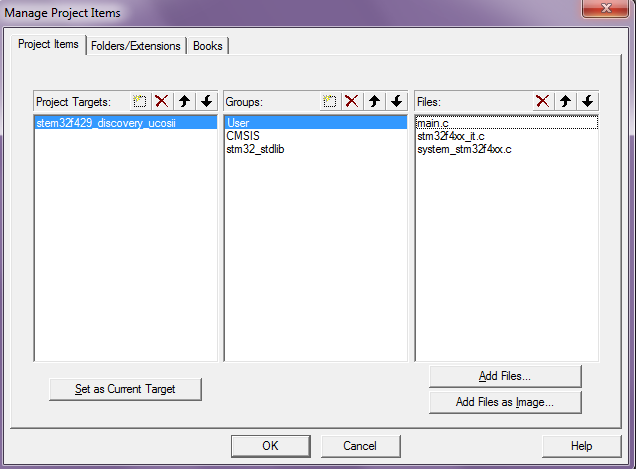 Manage Project Items
Project Items Folders/Extensions Books
Project Targets: Groups: Files:
stem32f429_discovery_ucosii User main.c
CMSIS stm32f4xx_it.c
stm32_stdlib system_stm32f4xx.c
Set as Current Target
Add Files...
Add Files as Image...
OK Cancel Help